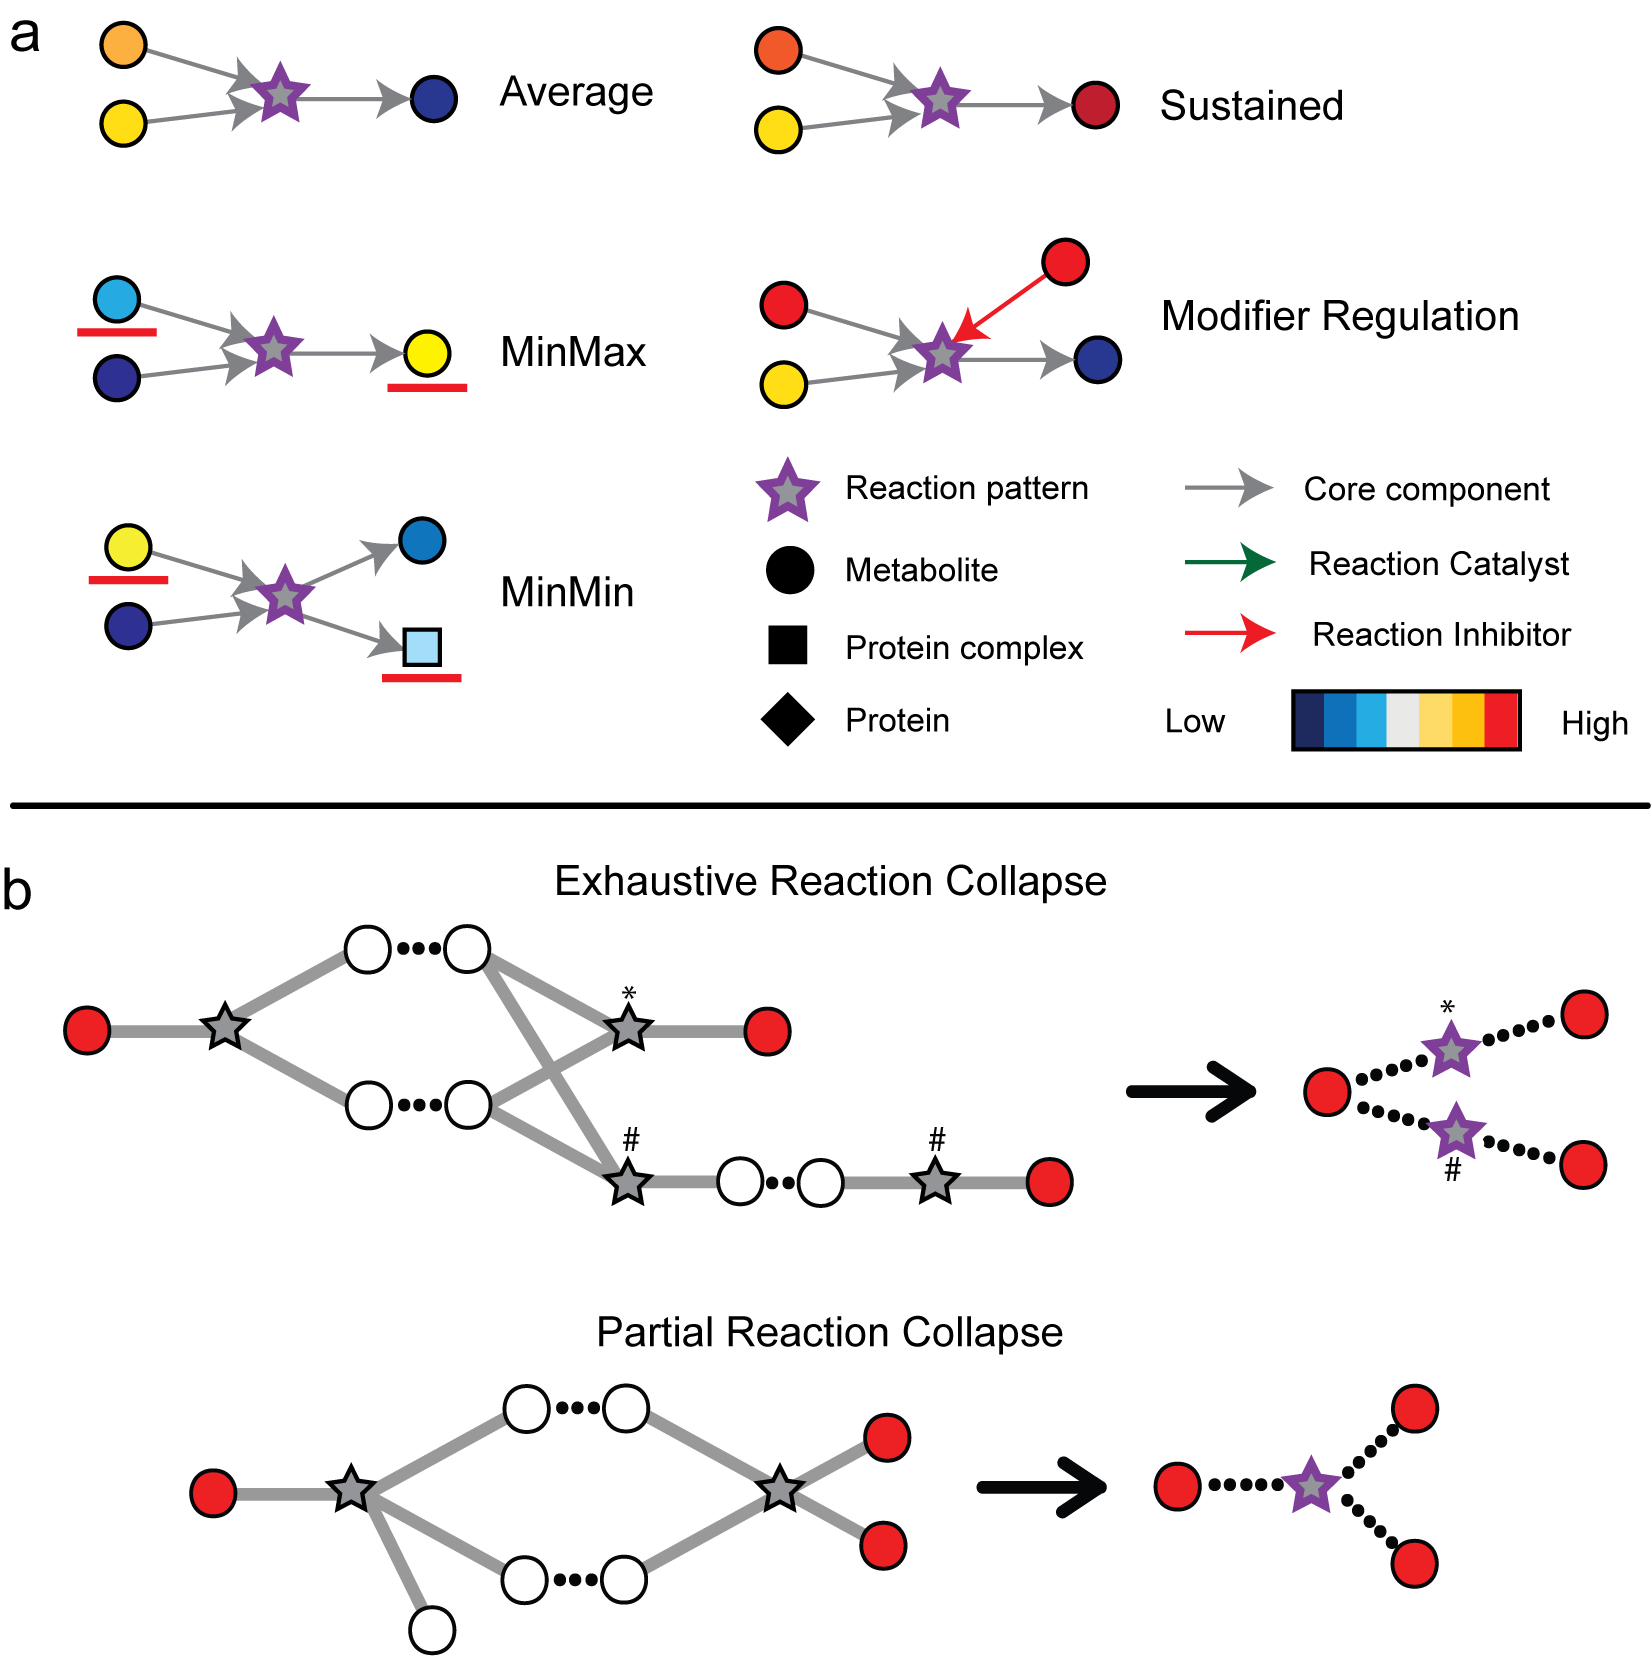 a
Average
Sustained
MinMax
Modifier Regulation
MinMin
Reaction pattern
Metabolite
Protein complex
Protein
Core component
Reaction Catalyst
Reaction Inhibitor
Low
High
b
Exhaustive Reaction Collapse
*
#
#
*
#
Partial Reaction Collapse